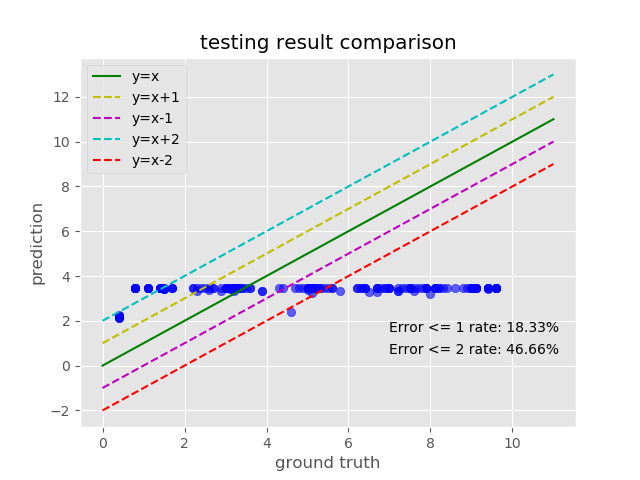 testing result comparison
y=x
y=x+1
y=x-1
y=x+2
y=x-2
12
10
8
6
4
2
0
−2
prediction
Error <= 1 rate: 18.33%
Error <= 2 rate: 46.66%
0 2 4 6 8 10
ground truth